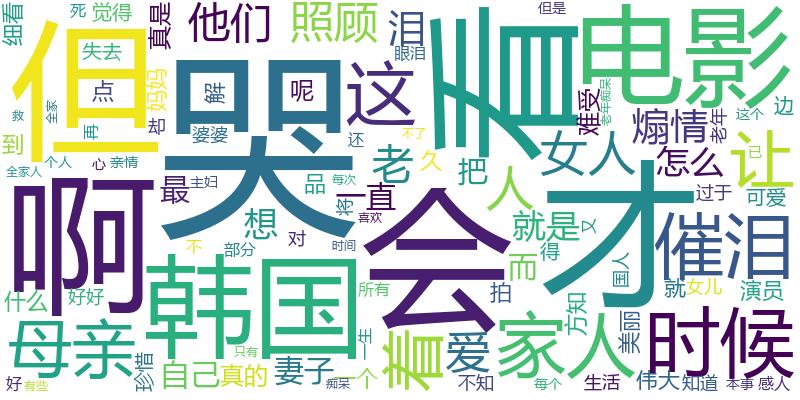 细看
死
觉得
真是
他们
照顾
泪
但是
电影
失去
妈妈
但
哭
看
眼泪
全家
点
解
呢
这
难受
老年痴呆
煽情
老年
这个
边
救
再
苦
婆婆
还
不了
已
到
个人
老
久
把
女人
怎么
让
全家人
心
亲情
品
主妇
每次
最
一直
人
过于
可爱
啊
想
将
喜欢
会
就是
才
催泪
不
对
时间
得
又
部分
而
国人
韩国
拍
就
女儿
演员
什么
好好
所有
方知
美丽
母亲
着
爱
家人
时候
一生
珍惜
自己
真的
妻子
只有
一个
不知
每个
生活
伟大
知道
好
有些
痴呆
本事
感人